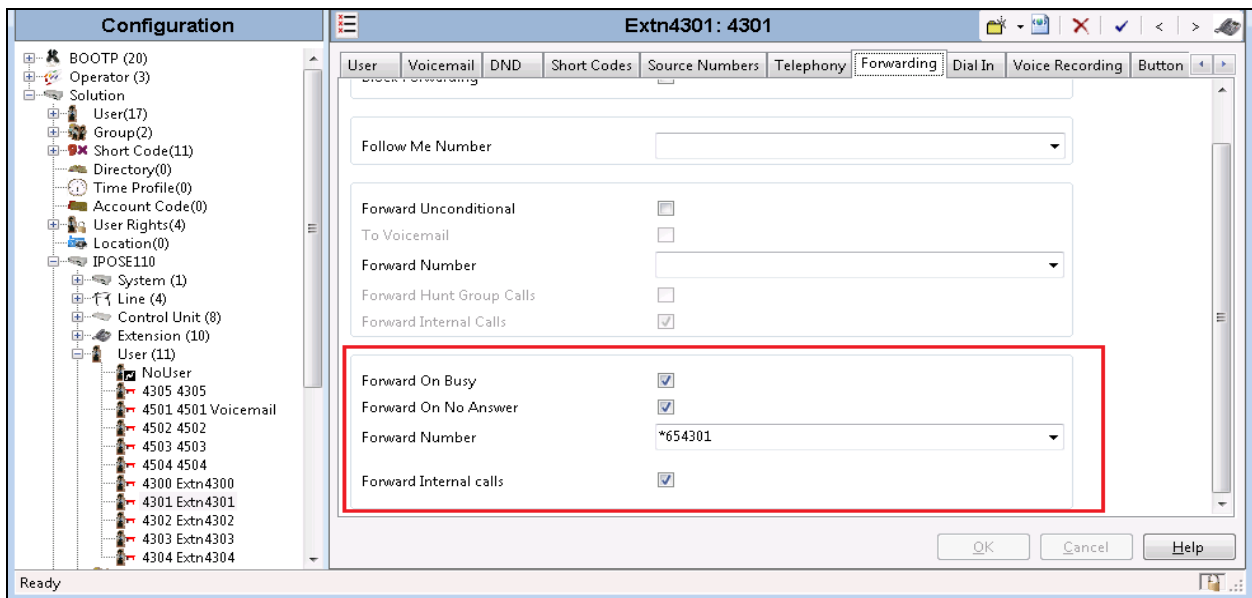 Configuration
Extn4301: 4301
BOOTP (20)
Operator (3)
Solution
User(17)
Group(2)
Short Code(11)
Directory(0)
Time Profile(0)
Account Code(0)
User Rights(4)
Location(0)
IPOSE110
System (1)
Line (4)
Control Unit (8)
Extension (10)
User (11)
NoUser
4305 4305
4501 4501 Voicemail
4502 4502
4503 4503
4504 4504
4300 Extn4300
4301 Extn4301
4302 Extn4302
4303 Extn4303
4304 Extn4304
User Voicemail DND Short Codes Source Numbers Telephony Forwarding Dial In Voice Recording Button
Block Forwarding
Follow Me Number
Forward Unconditional
To Voicemail
Forward Number
Forward Hunt Group Calls
Forward Internal Calls
Forward On Busy
Forward On No Answer
Forward Number *654301
Forward Internal calls
OK Cancel Help
Ready